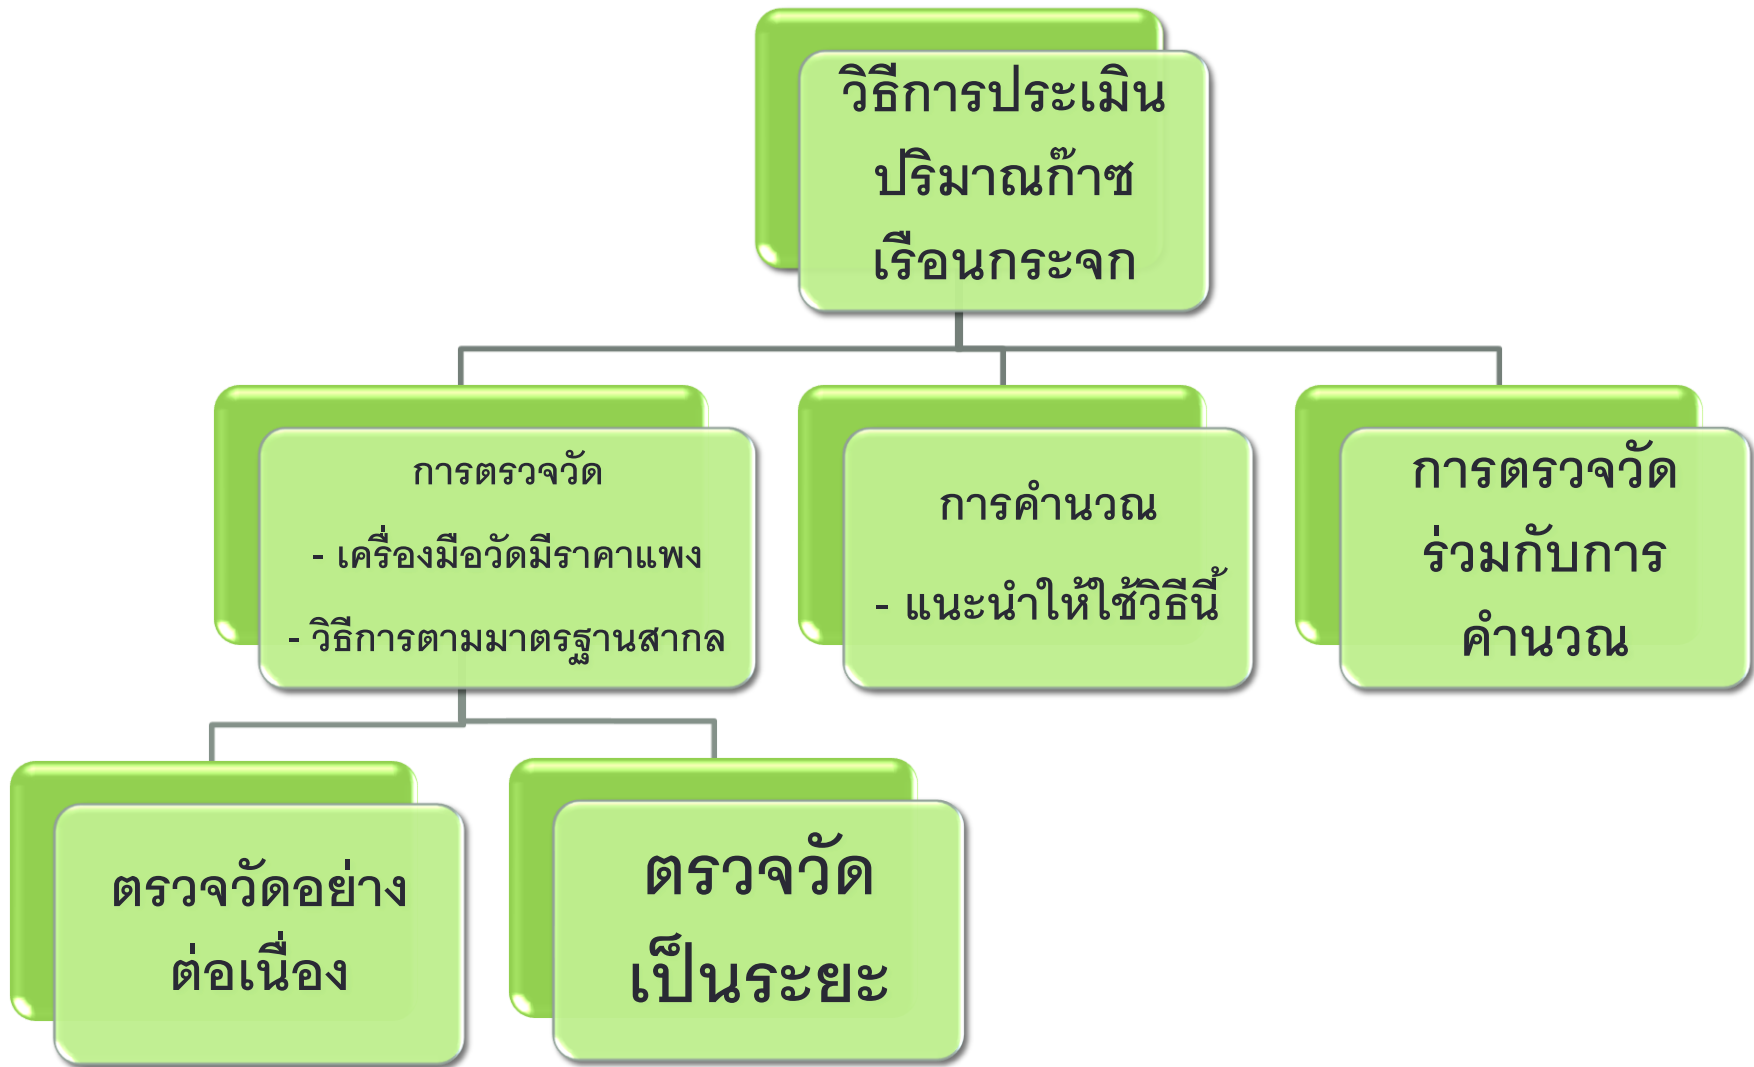 วิธีการประเมิน
ปริมาณก๊าซ
เรือนกระจก
การตรวจวัด
- เครื่องมือวัดมีราคาแพง
- วิธีการตามมาตรฐานสากล
การคำนวณ
- แนะนำให้ใช้วิธีนี้
การตรวจวัด
ร่วมกับการ
คำนวณ
ตรวจวัดอย่าง
ต่อเนื่อง
ตรวจวัด
เป็นระยะ